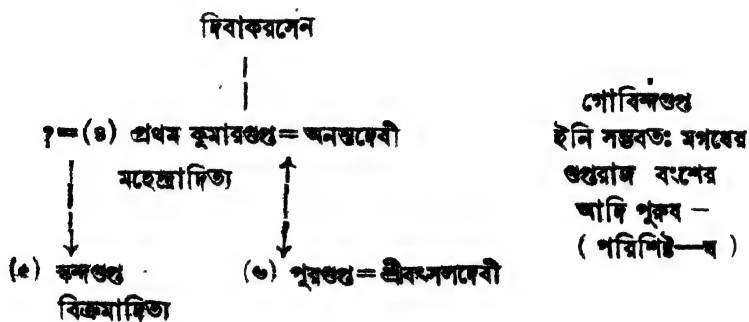 দিবাকরসেন
?=(৪) প্রথম কুমারগুপ্ত=অনন্তদেবী
মহেন্দ্রাদিত্য
(৫) স্কন্দগুপ্ত
বিক্রমাদিত্য
(৬) পুরগুপ্ত=শ্রীবৎসলদেবী
গোবিন্দগুপ্ত
ইনি সম্ভবতঃ মগধের
গুপ্তরাজ বংশের
আদি পুরুষ –
( পরিশিষ্ট—ঘ )